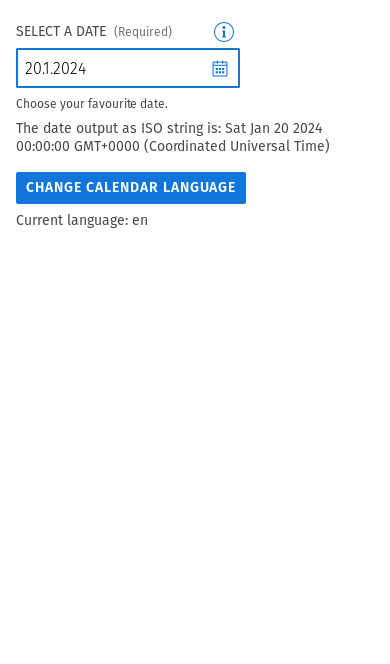 SELECT A DATE (Required)
20.1.2024
Choose your favourite date.
The date output as ISO string is: Sat Jan 20 2024
00:00:00 GMT+0000 (Coordinated Universal Time)
CHANGE CALENDAR LANGUAGE
Current language: en